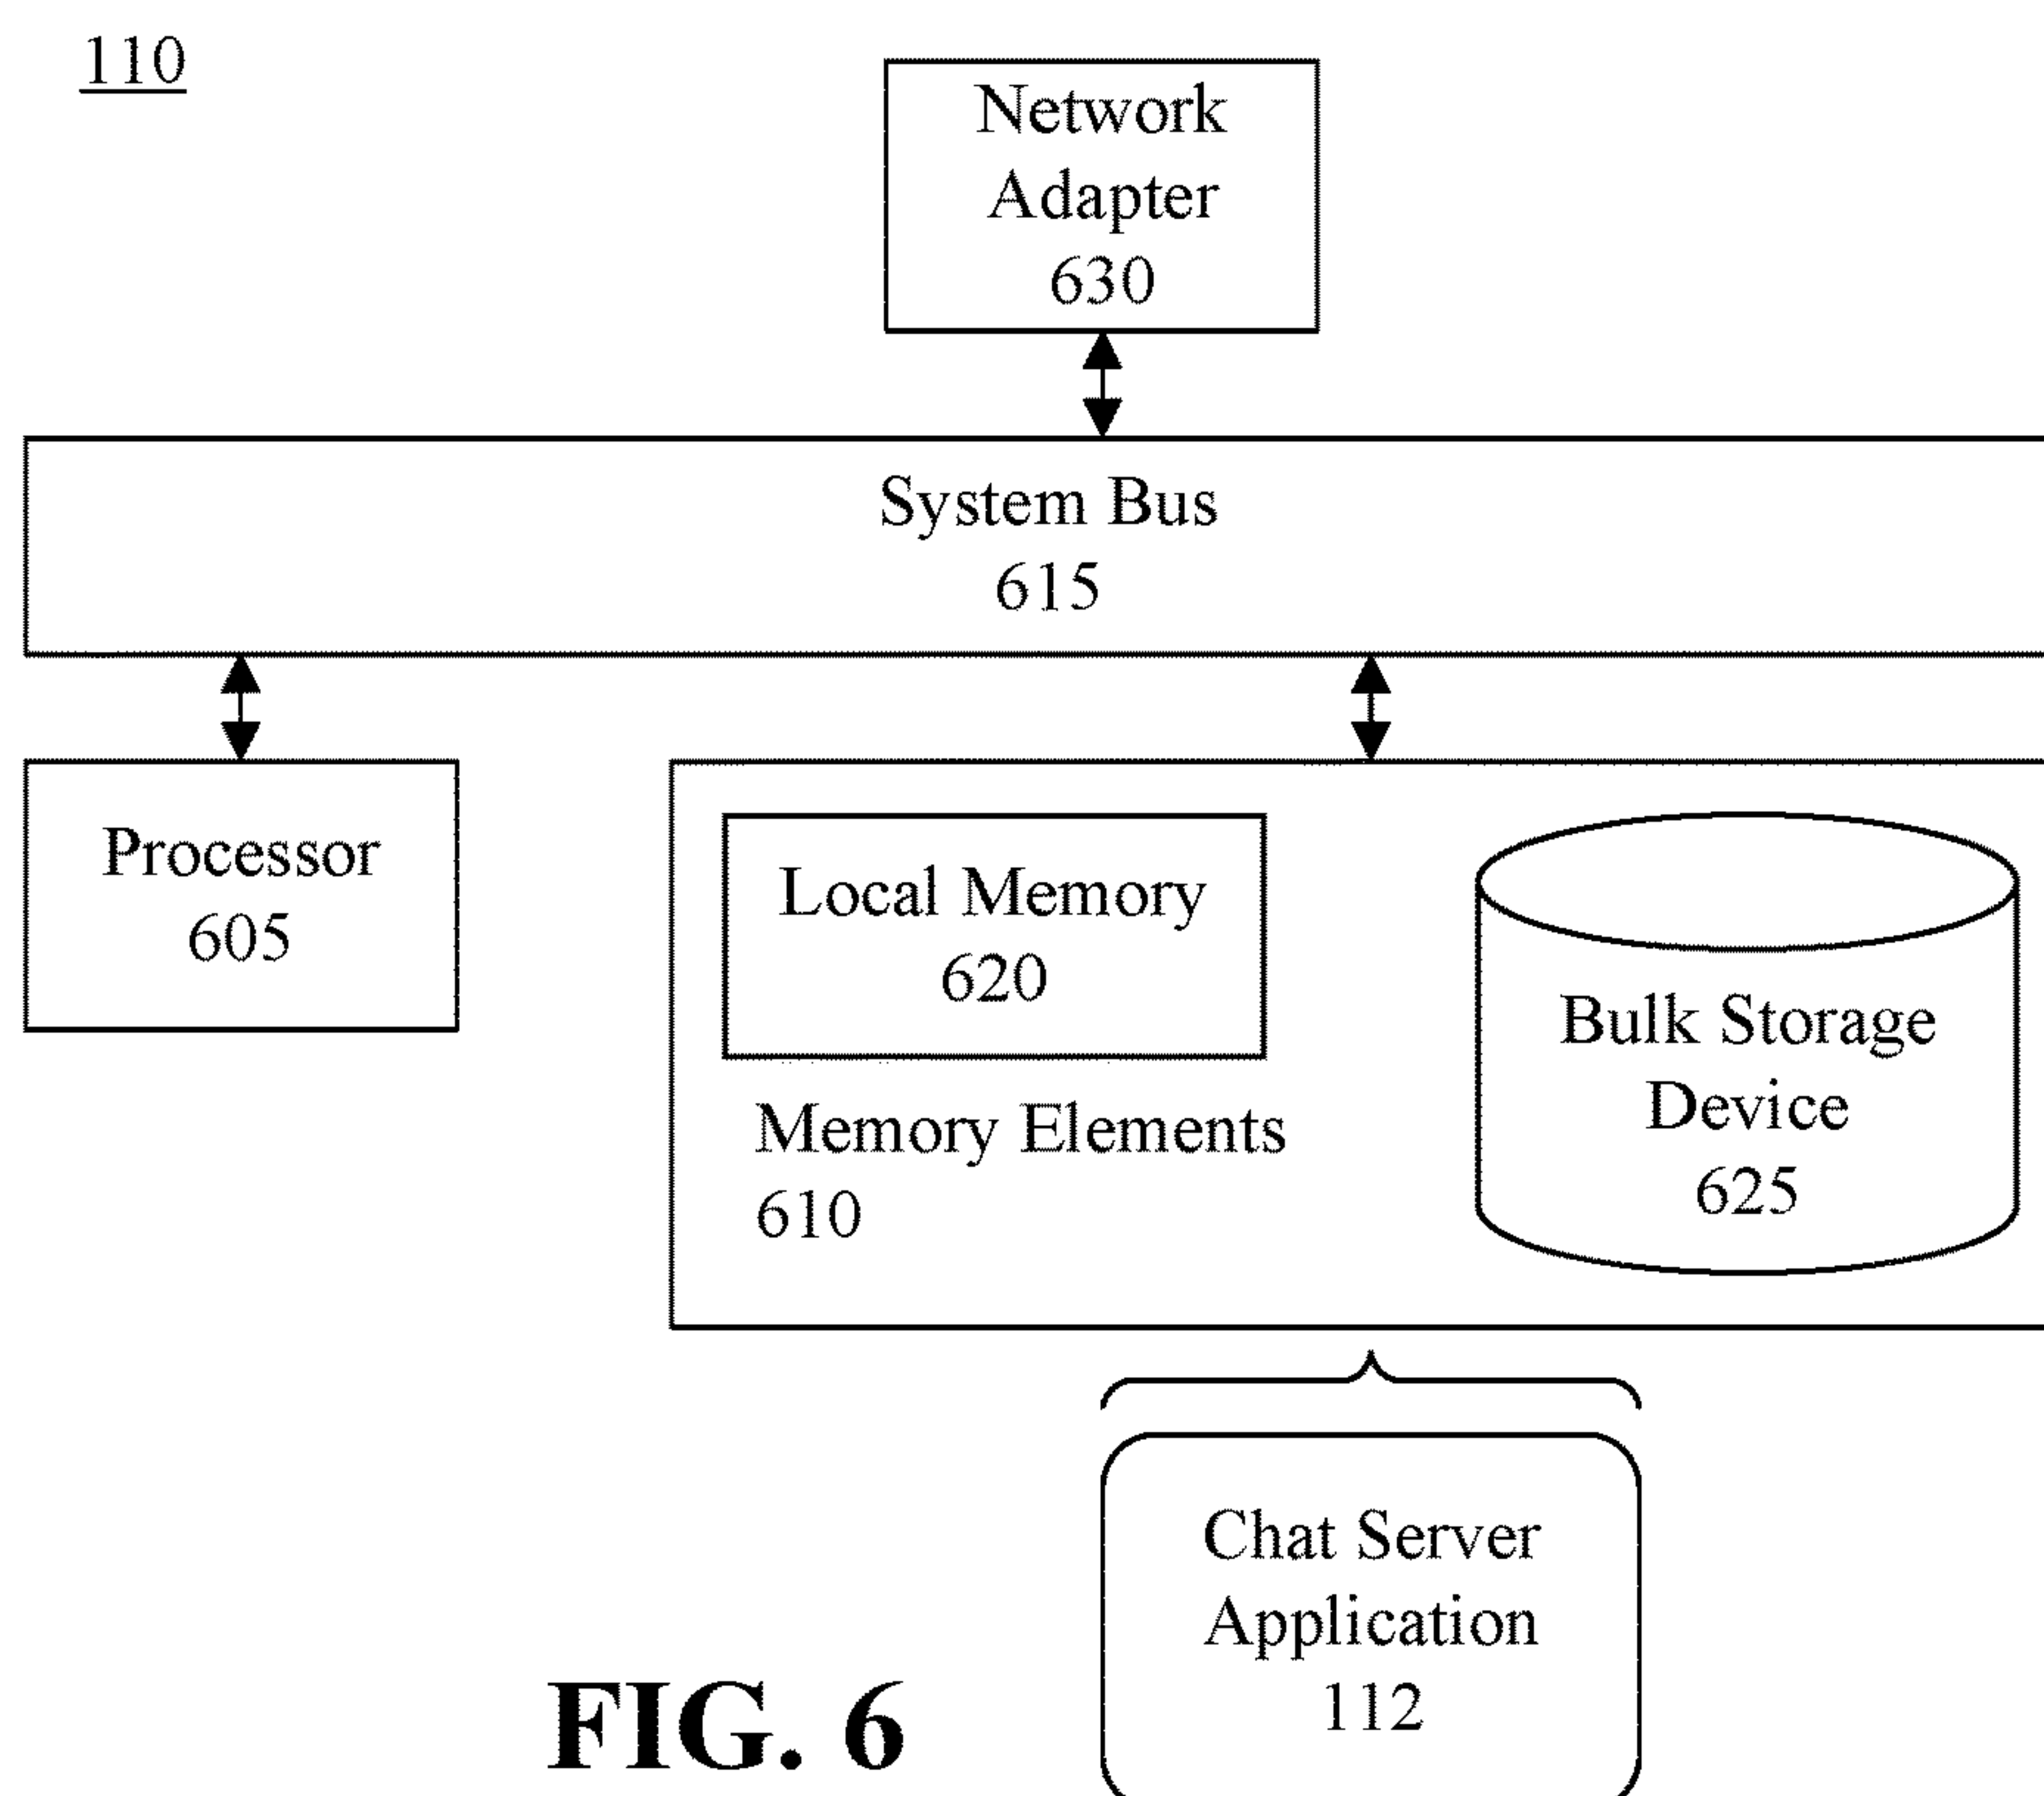 110
Network
Adapter
630
System Bus
615
Processor
605
Local Memory
620
Memory Elements
610
Bulk Storage
Device
625
Chat Server
Application
112
FIG. 6